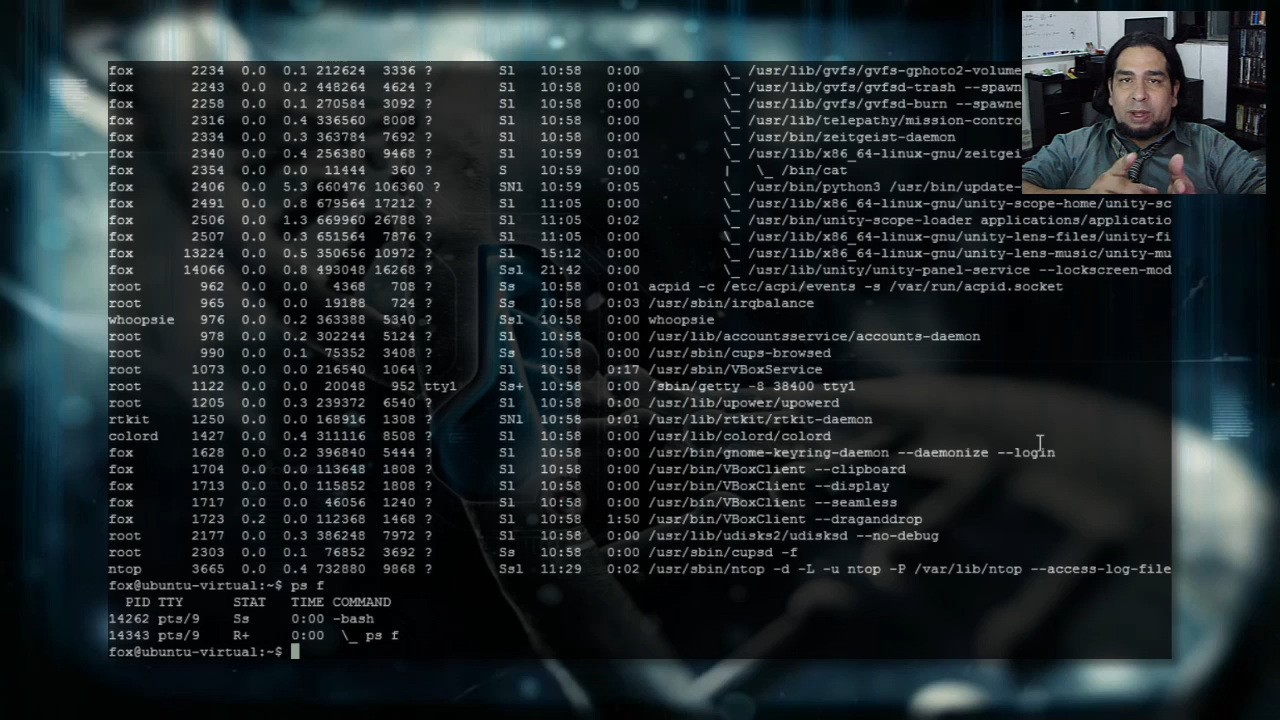 fox 2234 0.0 0.1 212624 3336 ? Sl 10:58 0:00 \_ /usr/lib/gvfs/gvfs-gphoto2-volume
fox 2243 0.0 0.2 448264 4624 ? Sl 10:58 0:00 \_ /usr/lib/gvfs/gvfsd-trash --spawn
fox 2258 0.0 0.1 270584 3092 ? Sl 10:58 0:00 \_ /usr/lib/gvfs/gvfsd-burn --spawne
fox 2316 0.0 0.4 336560 8008 ? Sl 10:58 0:00 \_ /usr/lib/telepathy/mission-contro
fox 2334 0.0 0.3 363784 7692 ? Sl 10:58 0:00 \_ /usr/bin/zeitgeist-daemon
fox 2340 0.0 0.4 256380 9468 ? Sl 10:59 0:01 \_ /usr/lib/x86_64-linux-gnu/zeitgei
fox 2354 0.0 0.0 11444 360 ? S 10:59 0:00 | \_ /bin/cat
fox 2406 0.0 5.3 660476 106360 ? SNl 10:59 0:05 \_ /usr/bin/python3 /usr/bin/update-
fox 2491 0.0 0.8 679564 17212 ? Sl 11:05 0:00 \_ /usr/lib/x86_64-linux-gnu/unity-scope-home/unity-sc
fox 2506 0.0 1.3 669960 26788 ? Sl 11:05 0:02 \_ /usr/bin/unity-scope-loader applications/applicatio
fox 2507 0.0 0.3 651564 7876 ? Sl 11:05 0:00 \_ /usr/lib/x86_64-linux-gnu/unity-lens-files/unity-fi
fox 13224 0.0 0.5 350656 10972 ? Sl 15:12 0:00 \_ /usr/lib/x86_64-linux-gnu/unity-lens-music/unity-mu
fox 14066 0.0 0.8 493048 16268 ? Ssl 21:42 0:00 \_ /usr/lib/unity/unity-panel-service --lockscreen-mod
root 962 0.0 0.0 4368 708 ? Ss 10:58 0:01 acpid -c /etc/acpi/events -s /var/run/acpid.socket
root 965 0.0 0.0 19188 724 ? Ss 10:58 0:03 /usr/sbin/irqbalance
whoopsie 976 0.0 0.2 363388 5340 ? Ssl 10:58 0:00 whoopsie
root 978 0.0 0.2 302244 5124 ? Sl 10:58 0:00 /usr/lib/accountsservice/accounts-daemon
root 990 0.0 0.1 75352 3408 ? Ss 10:58 0:00 /usr/sbin/cups-browsed
root 1073 0.0 0.0 216540 1064 ? Sl 10:58 0:17 /usr/sbin/VBoxService
root 1122 0.0 0.0 20048 952 tty1 Ss+ 10:58 0:00 /sbin/getty -8 38400 tty1
root 1205 0.0 0.3 239372 6540 ? Sl 10:58 0:00 /usr/lib/upower/upowerd
rtkit 1250 0.0 0.0 168916 1308 ? SNl 10:58 0:01 /usr/lib/rtkit/rtkit-daemon
colord 1427 0.0 0.4 311116 8508 ? Sl 10:58 0:00 /usr/lib/colord/colord
fox 1628 0.0 0.2 396840 5444 ? Sl 10:58 0:00 /usr/bin/gnome-keyring-daemon --daemonize --login
fox 1704 0.0 0.0 113648 1808 ? Sl 10:58 0:00 /usr/bin/VBoxClient --clipboard
fox 1713 0.0 0.0 115852 1808 ? Sl 10:58 0:00 /usr/bin/VBoxClient --display
fox 1717 0.0 0.0 46056 1240 ? Sl 10:58 0:00 /usr/bin/VBoxClient --seamless
fox 1723 0.2 0.0 112368 1468 ? Sl 10:58 1:50 /usr/bin/VBoxClient --draganddrop
root 2177 0.0 0.3 386248 7972 ? Sl 10:58 0:00 /usr/lib/udisks2/udisksd --no-debug
root 2303 0.0 0.1 76852 3692 ? Ss 10:58 0:00 /usr/sbin/cupsd -f
ntop 3665 0.0 0.4 732880 9868 ? Ssl 11:29 0:02 /usr/sbin/ntop -d -L -u ntop -P /var/lib/ntop --access-log-file
fox@ubuntu-virtual:~$ ps f
PID TTY STAT TIME COMMAND
14262 pts/9 Ss 0:00 -bash
14343 pts/9 R+ 0:00 \_ ps f
fox@ubuntu-virtual:~$